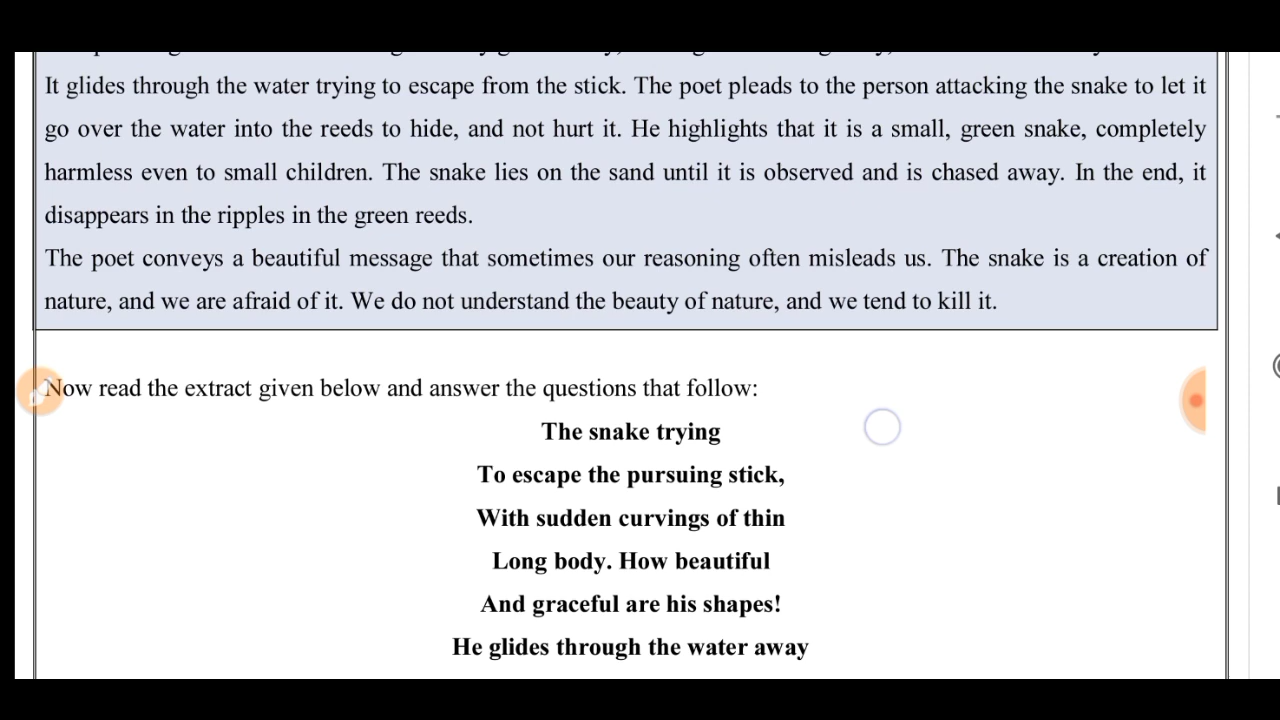 It glides through the water trying to escape from the stick. The poet pleads to the person attacking the snake to let it
go over the water into the reeds to hide, and not hurt it. He highlights that it is a small, green snake, completely
harmless even to small children. The snake lies on the sand until it is observed and is chased away. In the end, it
disappears in the ripples in the green reeds.
The poet conveys a beautiful message that sometimes our reasoning often misleads us. The snake is a creation of
nature, and we are afraid of it. We do not understand the beauty of nature, and we tend to kill it.
Now read the extract given below and answer the questions that follow:
The snake trying
To escape the pursuing stick,
With sudden curvings of thin
Long body. How beautiful
And graceful are his shapes!
He glides through the water away